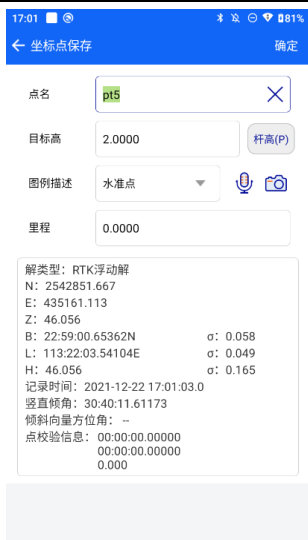 17:01 81%
坐标点保存 确定
点名 pt5
目标高 2.0000 杆高(P)
图例描述 水准点
里程 0.0000
解类型：RTK浮动解
N：2542851.667
E：435161.113
Z：46.056
B：22:59:00.65362N σ：0.058
L：113:22:03.54104E σ：0.049
H：46.056 σ：0.165
记录时间：2021-12-22 17:01:03.0
竖直倾角：30:40:11.61173
倾斜向量方位角： --
点校验信息：00:00:00.00000
00:00:00.00000
0.000